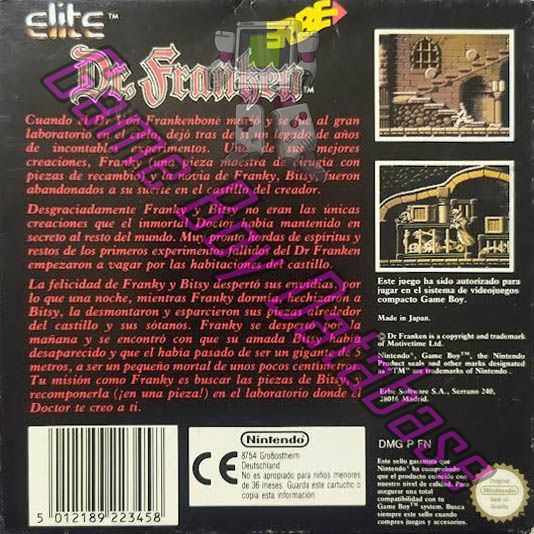 elite™
ERBE
Dr. Franken™
Cuando el Dr Von Frankenbone murió y se fue al gran
laboratorio en el cielo, dejó tras de sí un legado de años
de incontables experimentos. Una de sus mejores
creaciones, Franky una pieza maestra de cirugia con
piezas de recambio y la novia de Franky, Bitsy, fueron
abandonados a su suerte en el castillo del creador.
Desgraciadamente Franky y Bitsy no eran las únicas
creaciones que el inmortal Doctor había mantenido en
secreto al resto del mundo. Muy pronto hordas de espiritus y
restos de los primeros experimentos fallidos del Dr Franken
empezaron a vagar por las habitaciones del castillo.
La felicidad de Franky y Bitsy despertó sus envidias, por
lo que una noche, mientras Franky dormía, hechizaron a
Bitsy, la desmontaron y esparcieron sus piezas alrededor
del castillo y sus sótanos. Franky se despertó por la
mañana y se encontró con que su amada Bitsy había
desaparecido y que el había pasado de ser un gigante de 5
metros, a ser un pequeño mortal de unos pocos centímetros.
Tu misión como Franky es buscar las piezas de Bitsy y
recomponerla (¡en una pieza!) en el laboratorio donde el
Doctor te creo a ti.
Este juego ha sido autorizado para
jugar en el sistema de videojuegos
compacto Game Boy.
Made in Japan.
Dr Franken is a copyright and trademark
of Motivetime Ltd.
Nintendo®, Game Boy™, the Nintendo
Product seals and other marks designated
as "TM" are trademarks of Nintendo.
Erbe Software S.A., Serrano 240,
28016 Madrid.
5 012189 223458
CE
Nintendo®
8754 Großostheim
Deutschland
No es apropiado para niños menores
de 36 meses. Guarda este cartucho o
copia esta información.
DMG P FN
Este sello garantiza que
Nintendo® ha comprobado
que el producto coincide con
nuestro nivel de calidad. Para
asegurar una total
compatibilidad con tu
Game Boy™ system. Busca
siempre este sello cuando
compres juegos y accesorios.
Original
Nintendo
Seal of Quality
Game Boy Database